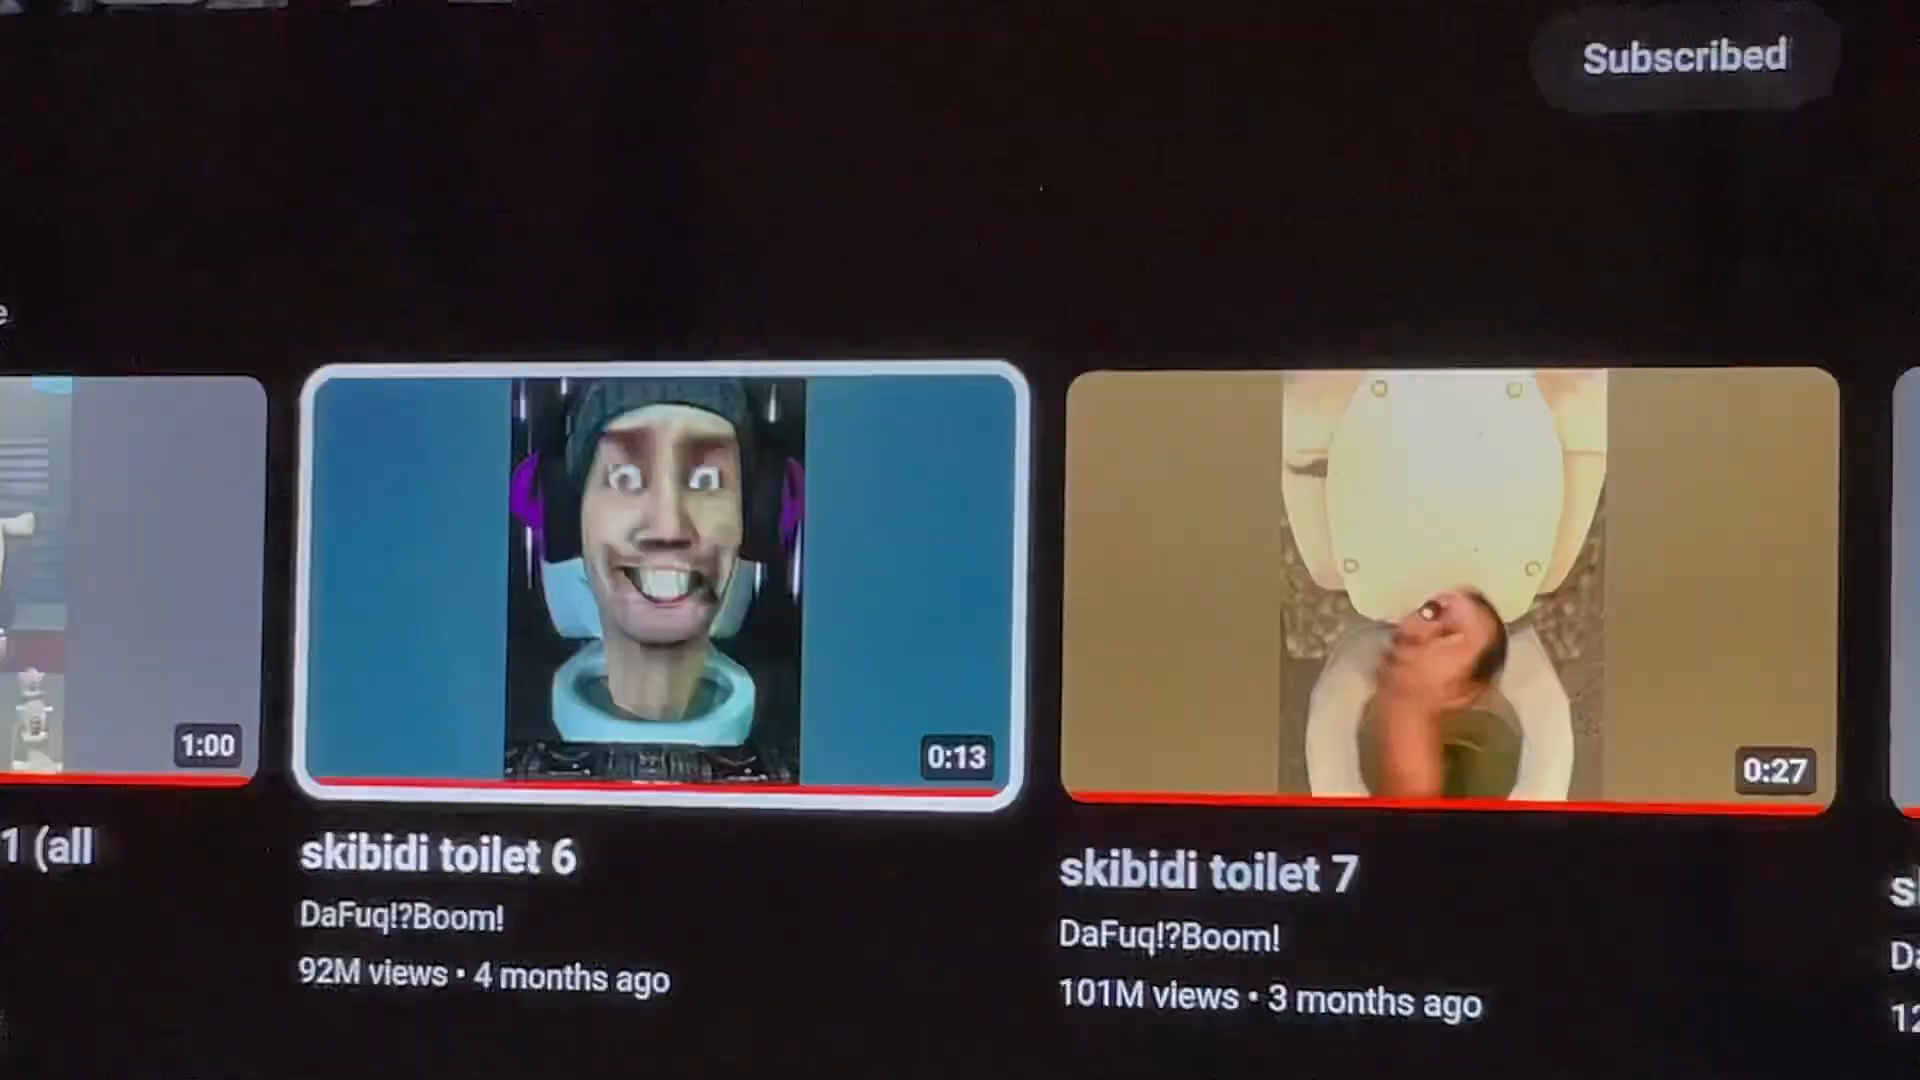 Subscribed
e
1:00
0:13
0:27
1 (all
skibidi toilet 6
skibidi toilet 7
DaFuq!?Boom!
DaFuq!?Boom!
92M views • 4 months ago
101M views • 3 months ago